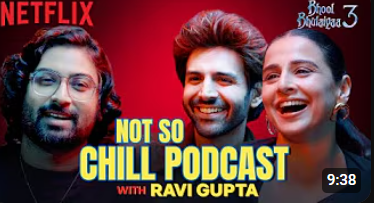 NETFLIX
Bhool
Bhulaiyaa 3
NOT SO
CHILL PODCAST
WITH RAVI GUPTA
9:38